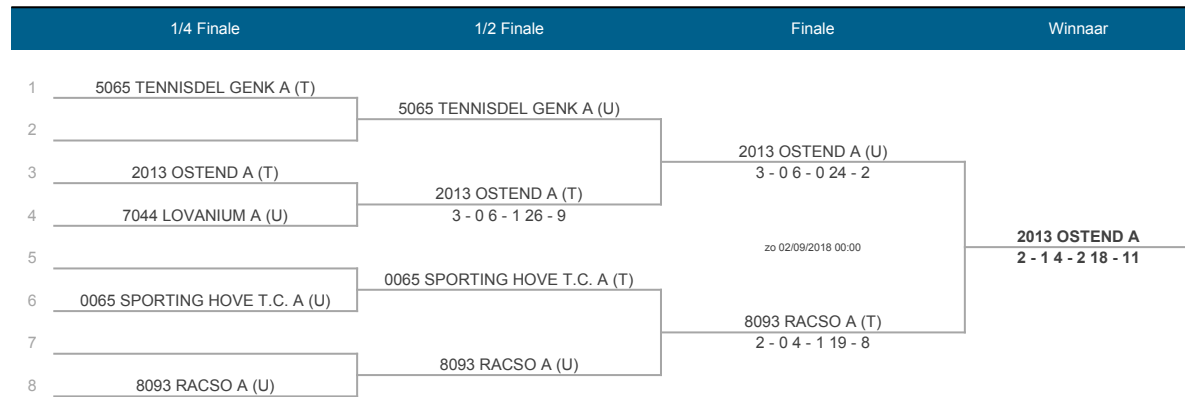 1/4 Finale 1/2 Finale Finale Winnaar
1 5065 TENNISDEL GENK A (T)
5065 TENNISDEL GENK A (U)
2
2013 OSTEND A (U)
3 2013 OSTEND A (T)
3 - 0 6 - 0 24 - 2
2013 OSTEND A (T)
4 7044 LOVANIUM A (U)
3 - 0 6 - 1 26 - 9
2013 OSTEND A
zo 02/09/2018 00:00
5
2 - 1 4 - 2 18 - 11
0065 SPORTING HOVE T.C. A (T)
6 0065 SPORTING HOVE T.C. A (U)
8093 RACSO A (T)
7
2 - 0 4 - 1 19 - 8
8093 RACSO A (U)
8 8093 RACSO A (U)